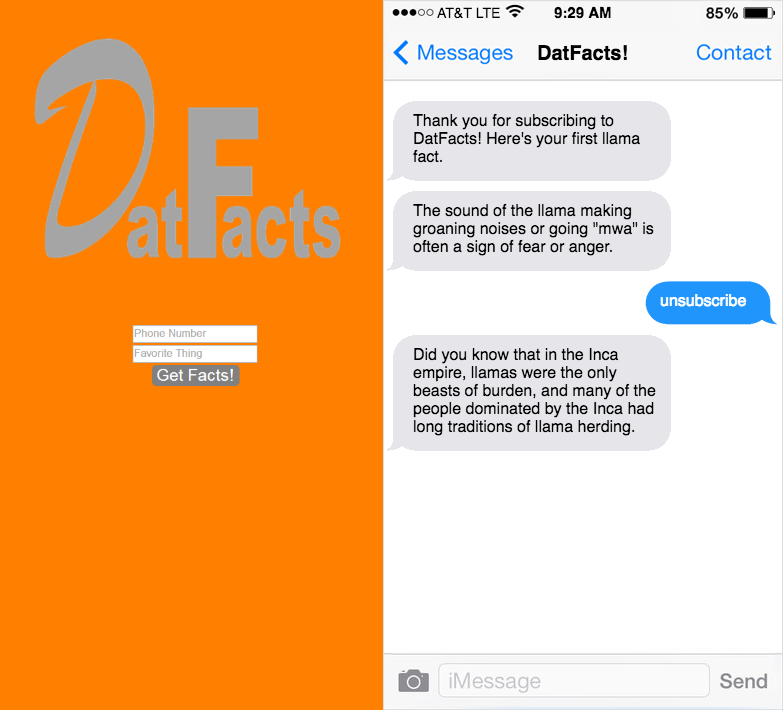 DatFacts
Phone Number
Favorite Thing
Get Facts!
AT&T LTE 9:29 AM 85%
Messages DatFacts! Contact
Thank you for subscribing to
DatFacts! Here's your first llama
fact.
The sound of the llama making
groaning noises or going "mwa" is
often a sign of fear or anger.
unsubscribe
Did you know that in the Inca
empire, llamas were the only
beasts of burden, and many of the
people dominated by the Inca had
long traditions of llama herding.
iMessage Send